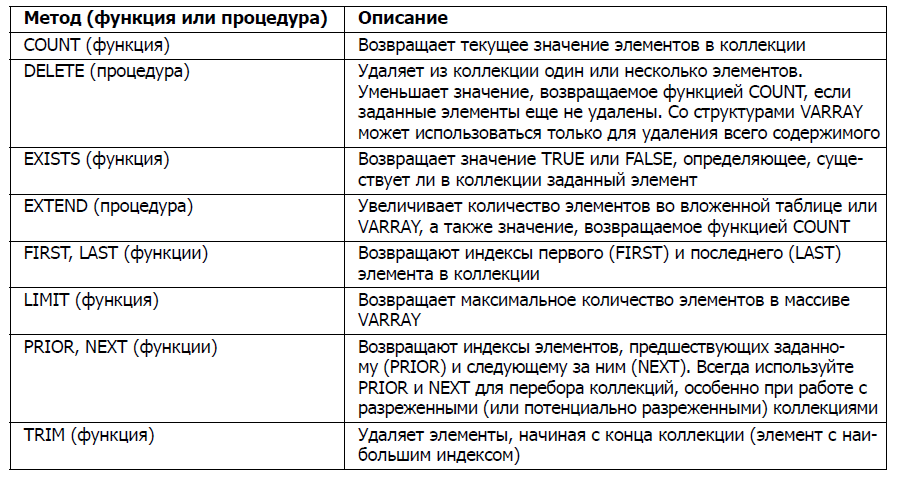 Метод (функция или процедура) Описание
COUNT (функция) Возвращает текущее значение элементов в коллекции
DELETE (процедура) Удаляет из коллекции один или несколько элементов.
Уменьшает значение, возвращаемое функцией COUNT, если
заданные элементы еще не удалены. Со структурами VARRAY
может использоваться только для удаления всего содержимого
EXISTS (функция) Возвращает значение TRUE или FALSE, определяющее, суще-
ствует ли в коллекции заданный элемент
EXTEND (процедура) Увеличивает количество элементов во вложенной таблице или
VARRAY, а также значение, возвращаемое функцией COUNT
FIRST, LAST (функции) Возвращают индексы первого (FIRST) и последнего (LAST)
элемента в коллекции
LIMIT (функция) Возвращает максимальное количество элементов в массиве
VARRAY
PRIOR, NEXT (функции) Возвращают индексы элементов, предшествующих заданно-
му (PRIOR) и следующему за ним (NEXT). Всегда используйте
PRIOR и NEXT для перебора коллекций, особенно при работе с
разреженными (или потенциально разреженными) коллекциями
TRIM (функция) Удаляет элементы, начиная с конца коллекции (элемент с наи-
большим индексом)